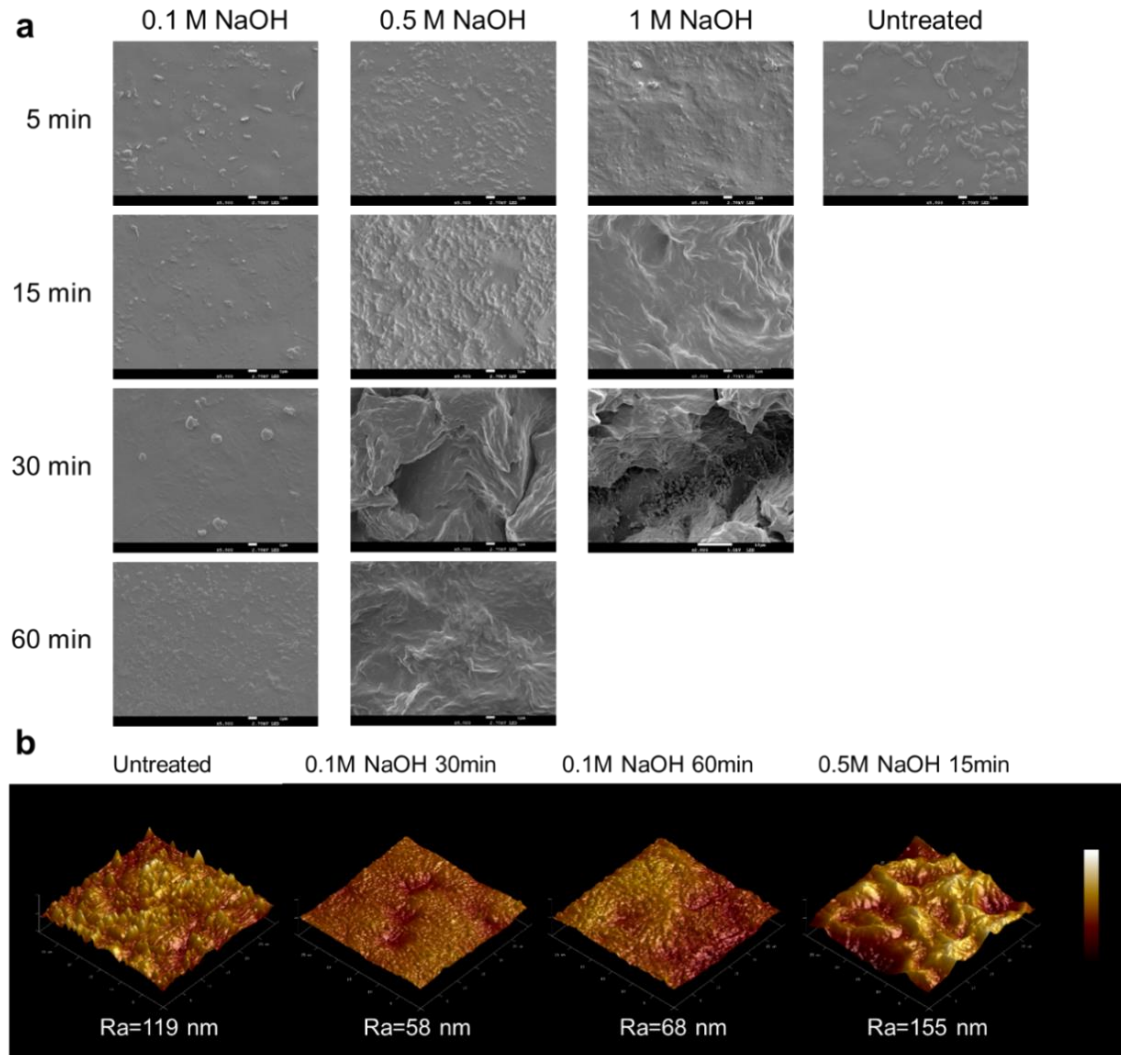 a
0.1 M NaOH 0.5 M NaOH 1 M NaOH Untreated
5 min
15 min
30 min
60 min
b
Untreated 0.1M NaOH 30min 0.1M NaOH 60min 0.5M NaOH 15min
Ra=119 nm Ra=58 nm Ra=68 nm Ra=155 nm